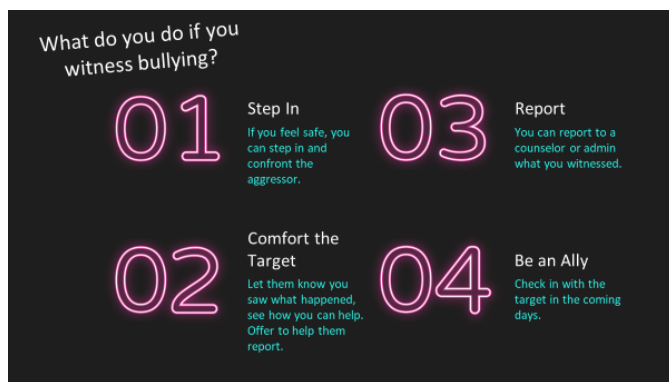 What do you do if you
witness bullying?
01
Step In
If you feel safe, you
can step in and
confront the
aggressor.
02
Comfort the
Target
Let them know you
saw what happened,
see how you can help.
Offer to help them
report.
03
Report
You can report to a
counselor or admin
what you witnessed.
04
Be an Ally
Check in with the
target in the coming
days.